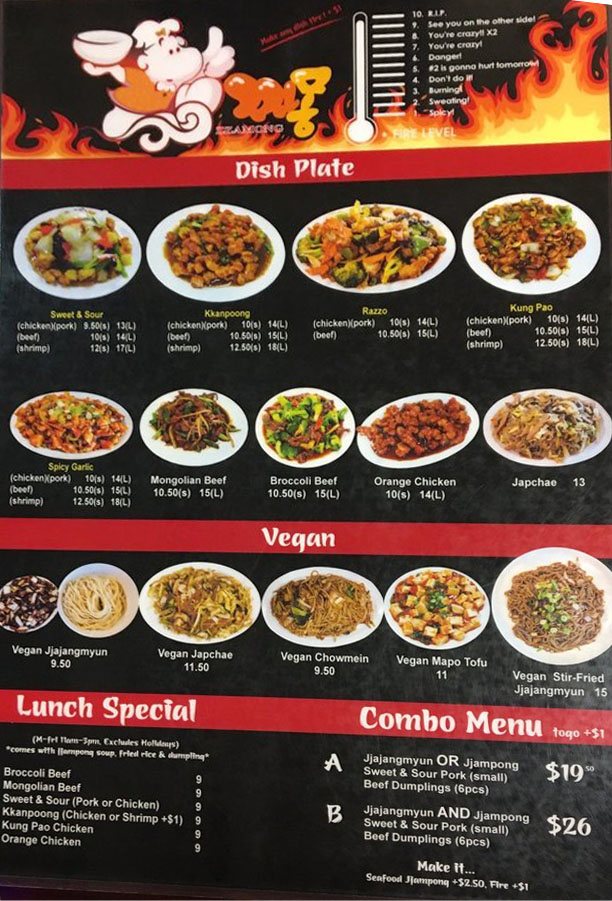 Make any dish Fire! + $1
10. R.I.P.
9. See you on the other side!
8. You're crazy!! X2
7. You're crazy!
6. Danger!
5. #2 is gonna hurt tomorrow!
4. Don't do it!
3. Burning!
2. Sweating!
1. Spicy!
짜몽
ZZAMONG
+ FIRE LEVEL
Dish Plate
Sweet & Sour
(chicken)(pork) 9.50(s) 13(L)
(beef) 10(s) 14(L)
(shrimp) 12(s) 17(L)
Kkanpoong
(chicken)(pork) 10(s) 14(L)
(beef) 10.50(s) 15(L)
(shrimp) 12.50(s) 18(L)
Razzo
(chicken)(pork) 10(s) 14(L)
(beef) 10.50(s) 15(L)
Kung Pao
(chicken)(pork) 10(s) 14(L)
(beef) 10.50(s) 15(L)
(shrimp) 12.50(s) 18(L)
Spicy Garlic
(chicken)(pork) 10(s) 14(L)
(beef) 10.50(s) 15(L)
(shrimp) 12.50(s) 18(L)
Mongolian Beef
10.50(s) 15(L)
Broccoli Beef
10.50(s) 15(L)
Orange Chicken
10(s) 14(L)
Japchae 13
Vegan
Vegan Jjajangmyun
9.50
Vegan Japchae
11.50
Vegan Chowmein
9.50
Vegan Mapo Tofu
11
Vegan Stir-Fried
Jjajangmyun 15
Lunch Special
(M-Fri 11am-3pm, Excludes Holidays)
*comes with jjampong soup, fried rice & dumpling*
Broccoli Beef 9
Mongolian Beef 9
Sweet & Sour (Pork or Chicken) 9
Kkanpoong (Chicken or Shrimp +$1) 9
Kung Pao Chicken 9
Orange Chicken 9
Combo Menu togo +$1
A Jjajangmyun OR Jjampong
Sweet & Sour Pork (small) $19.50
Beef Dumplings (6pcs)
B Jjajangmyun AND Jjampong
Sweet & Sour Pork (small) $26
Beef Dumplings (6pcs)
Make it...
Seafood Jjampong +$2.50, Fire +$1